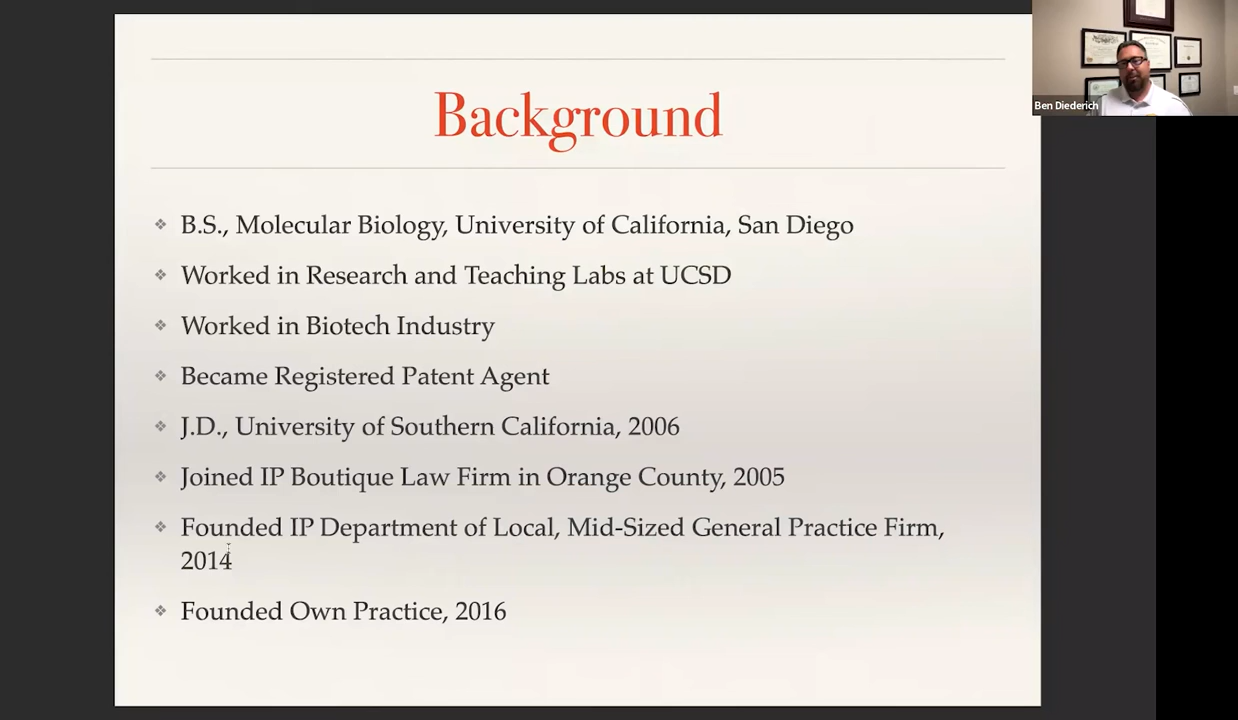 Background
Ben Diederich
❖ B.S., Molecular Biology, University of California, San Diego
❖ Worked in Research and Teaching Labs at UCSD
❖ Worked in Biotech Industry
❖ Became Registered Patent Agent
❖ J.D., University of Southern California, 2006
❖ Joined IP Boutique Law Firm in Orange County, 2005
❖ Founded IP Department of Local, Mid-Sized General Practice Firm,
2014
❖ Founded Own Practice, 2016